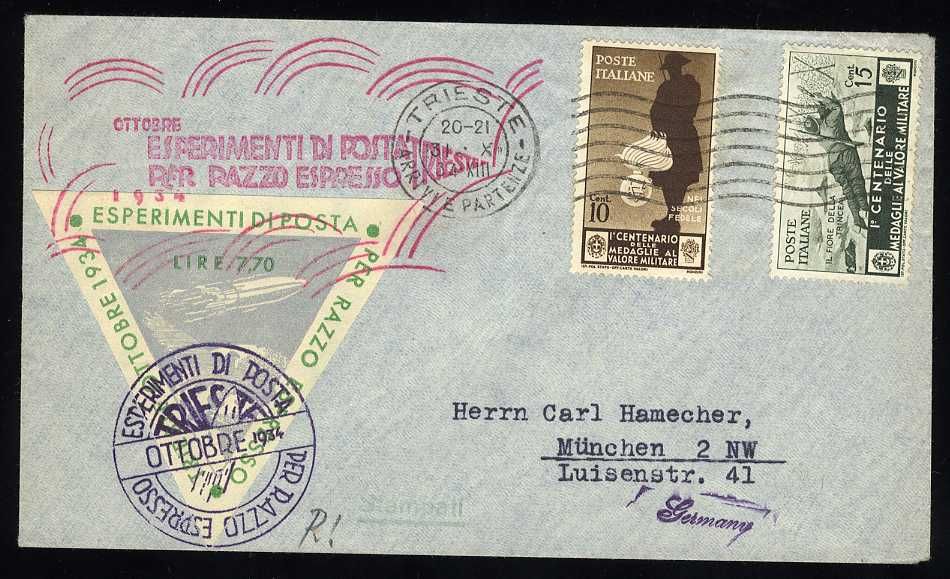 OTTOBRE
ESPERIMENTI DI POSTA
PER RAZZO ESPRESSO
1934
ESPERIMENTI DI POSTA
PER RAZZO
OTTOBRE 1934
LIRE 7,70
ESPERIMENTI DI POSTA
PER RAZZO ESPRESSO
TRIESTE
OTTOBRE 1934
TRIESTE
20-21
XIII
ARRIVI E PARTENZE
POSTE
ITALIANE
NEI
SECOLI
FEDELE
Cent.
10
Iº CENTENARIO
DELLE
MEDAGLIE AL
VALORE MILITARE
Cent. 15
POSTE
ITALIANE
IL FIORE DELLA
TRINCEA
Iº CENTENARIO
DELLE
MEDAGLIE AL VALORE MILITARE
Herrn Carl Hamecher,
München 2 NW
Luisenstr. 41
Germany
R!